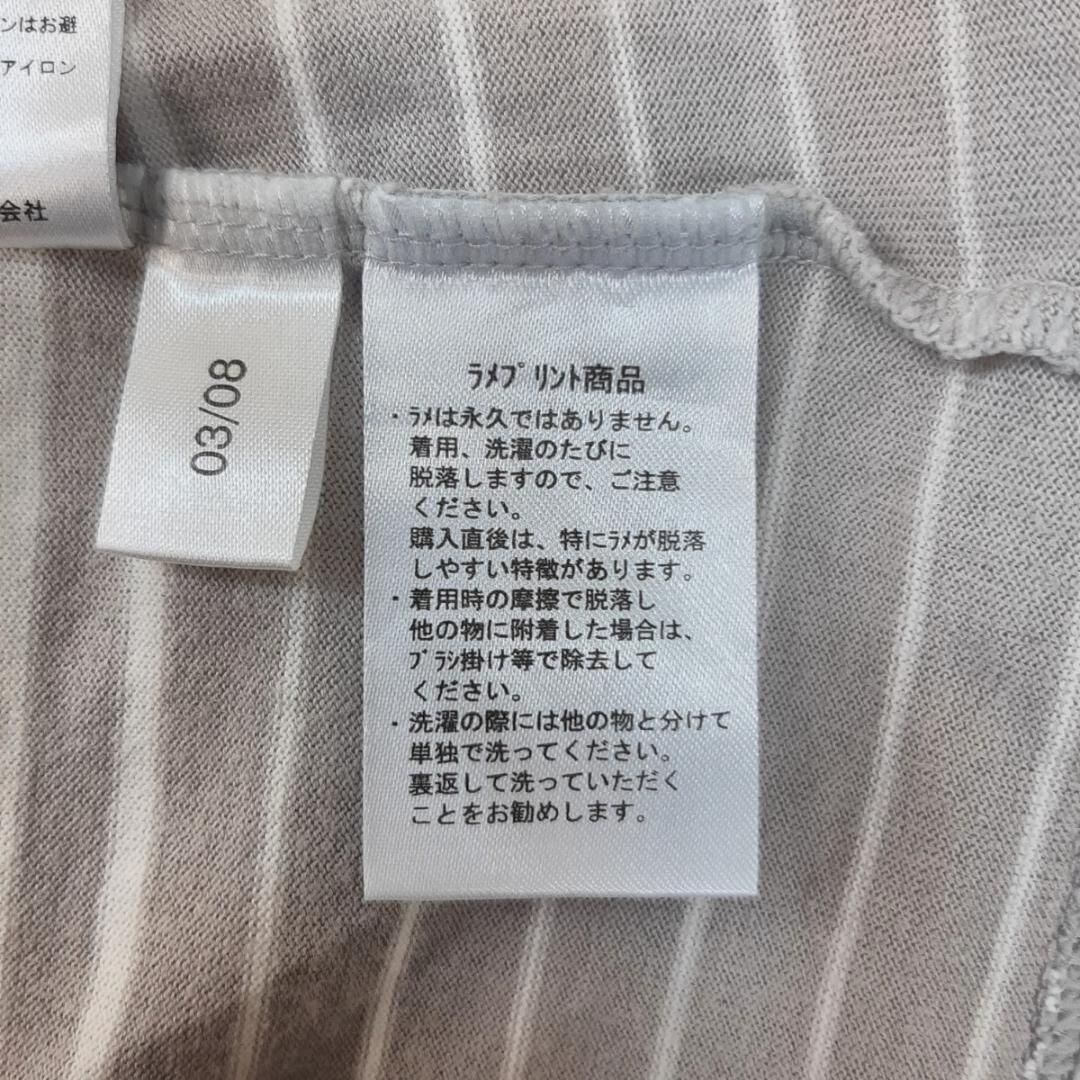 ンはお避
アイロン
会社
03/08
ﾗﾒﾌﾟﾘﾝﾄ商品
・ﾗﾒは永久ではありません。
着用、洗濯のたびに
脱落しますので、ご注意
ください。
購入直後は、特にﾗﾒが脱落
しやすい特徴があります。
・着用時の摩擦で脱落し
他の物に附着した場合は、
ﾌﾞﾗｼ掛け等で除去して
ください。
・洗濯の際には他の物と分けて
単独で洗ってください。
裏返して洗っていただく
ことをお勧めします。